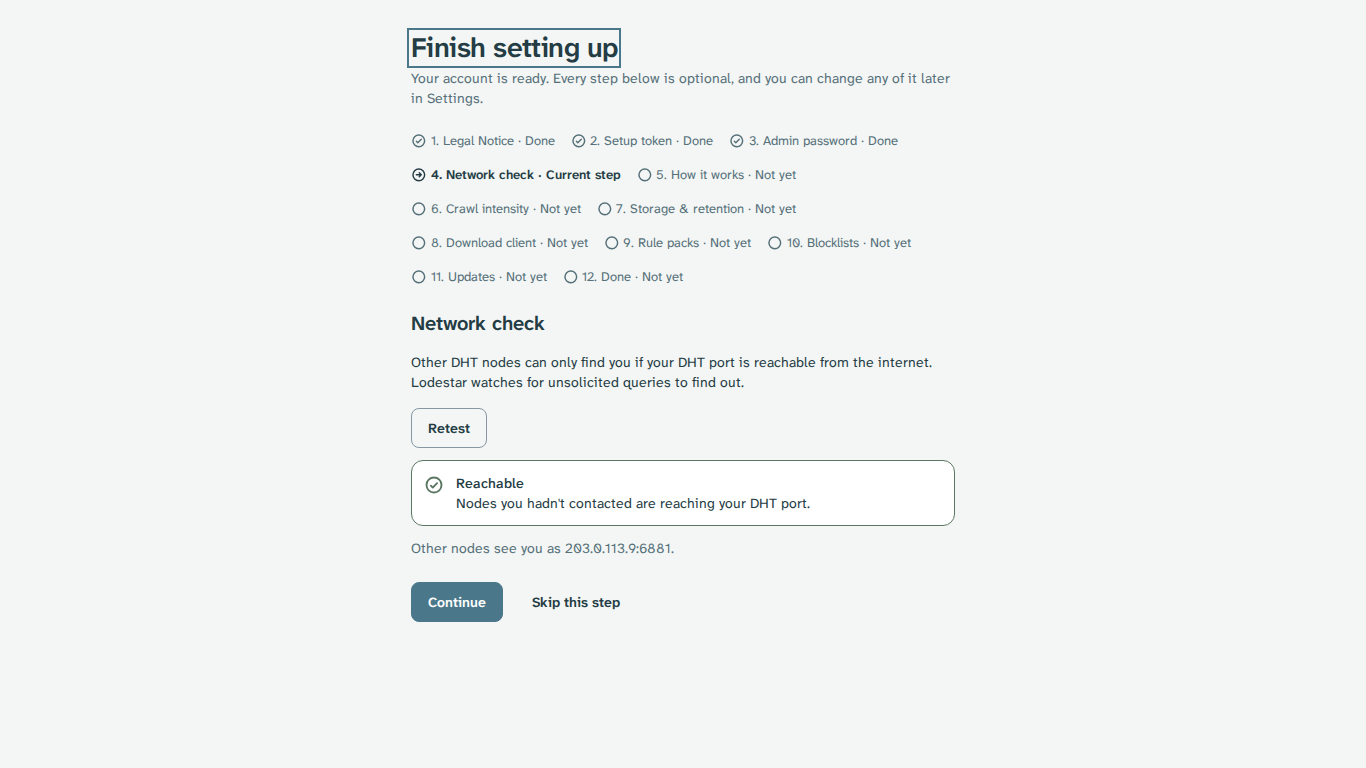 Finish setting up
Your account is ready. Every step below is optional, and you can change any of it later
in Settings.
1. Legal Notice · Done 2. Setup token · Done 3. Admin password · Done
4. Network check · Current step 5. How it works · Not yet
6. Crawl intensity · Not yet 7. Storage & retention · Not yet
8. Download client · Not yet 9. Rule packs · Not yet 10. Blocklists · Not yet
11. Updates · Not yet 12. Done · Not yet
Network check
Other DHT nodes can only find you if your DHT port is reachable from the internet.
Lodestar watches for unsolicited queries to find out.
Retest
Reachable
Nodes you hadn't contacted are reaching your DHT port.
Other nodes see you as 203.0.113.9:6881.
Continue Skip this step